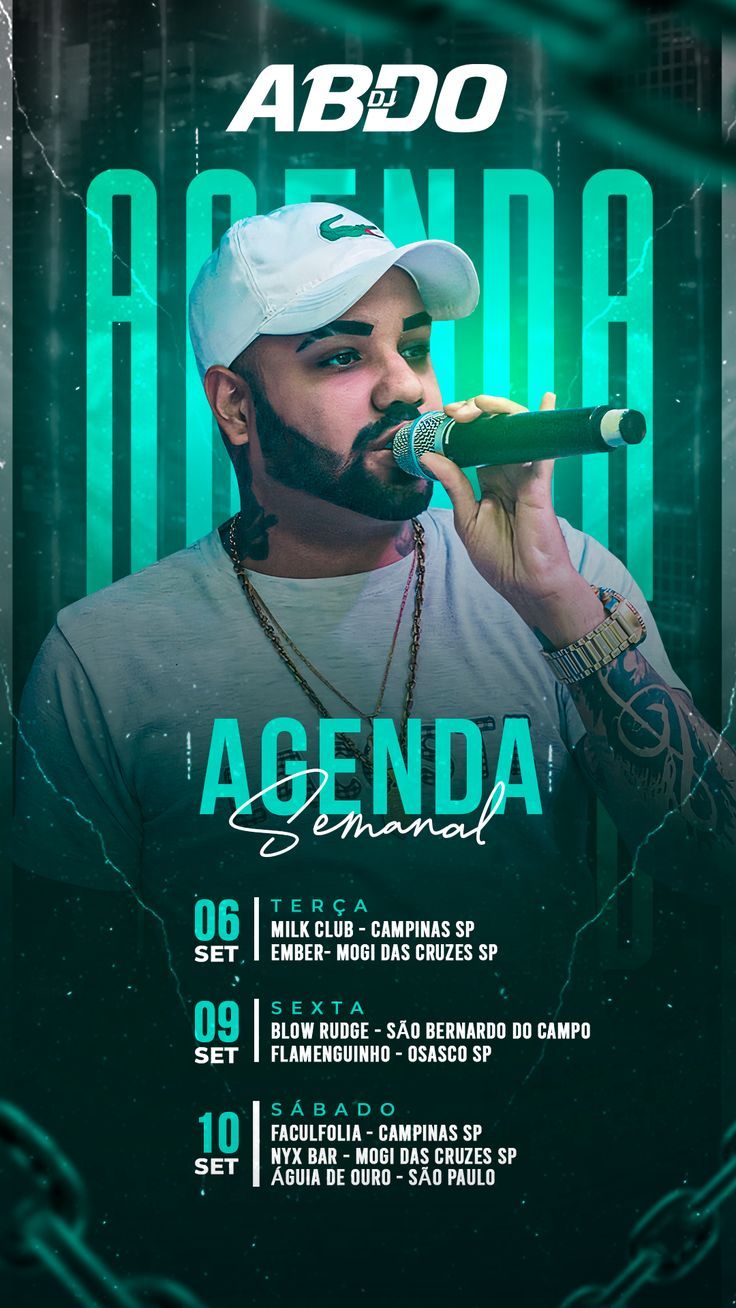 ABDO
DJ
AGENDA
AGENDA
Semanal
06
SET
TERÇA
MILK CLUB - CAMPINAS SP
EMBER- MOGI DAS CRUZES SP
09
SET
SEXTA
BLOW RUDGE - SÃO BERNARDO DO CAMPO
FLAMENGUINHO - OSASCO SP
10
SET
SÁBADO
FACULFOLIA - CAMPINAS SP
NYX BAR - MOGI DAS CRUZES SP
ÁGUIA DE OURO - SÃO PAULO